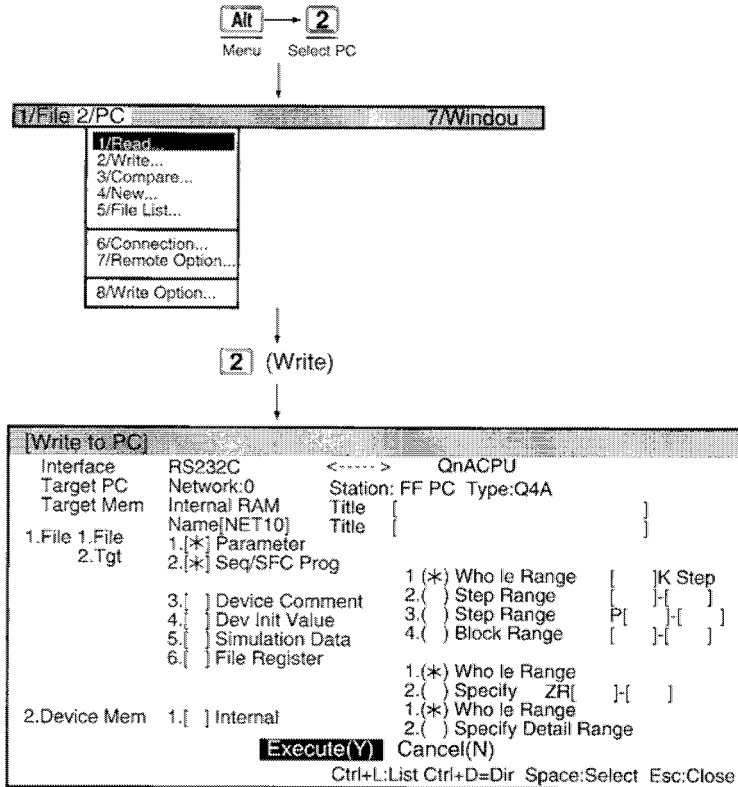 Alt 2
Menu Select PC
1/File 2/PC 7/Windou
1/Read...
2/Write...
3/Compare...
4/New...
5/File List...
6/Connection...
7/Remote Option...
8/Write Option...
2 (Write)
[Write to PC]
Interface RS232C <-----> QnACPU
Target PC Network:0 Station: FF PC Type:Q4A
Target Mem Internal RAM Title [ ]
Name[NET10] Title [ ]
1.File 1.File 1.[*] Parameter
2.Tgt 2.[*] Seq/SFC Prog
1 (*) Who le Range [ ]K Step
3.[ ] Device Comment 2.( ) Step Range [ ]-[ ]
4.[ ] Dev Init Value 3.( ) Step Range P[ ]-[ ]
5.[ ] Simulation Data 4.( ) Block Range [ ]-[ ]
6.[ ] File Register
1.(*) Who le Range
2.( ) Specify ZR[ ]-[ ]
2.Device Mem 1.[ ] Internal 1.(*) Who le Range
2.( ) Specify Detail Range
Execute(Y) Cancel(N)
Ctrl+L:List Ctrl+D=Dir Space:Select Esc:Close